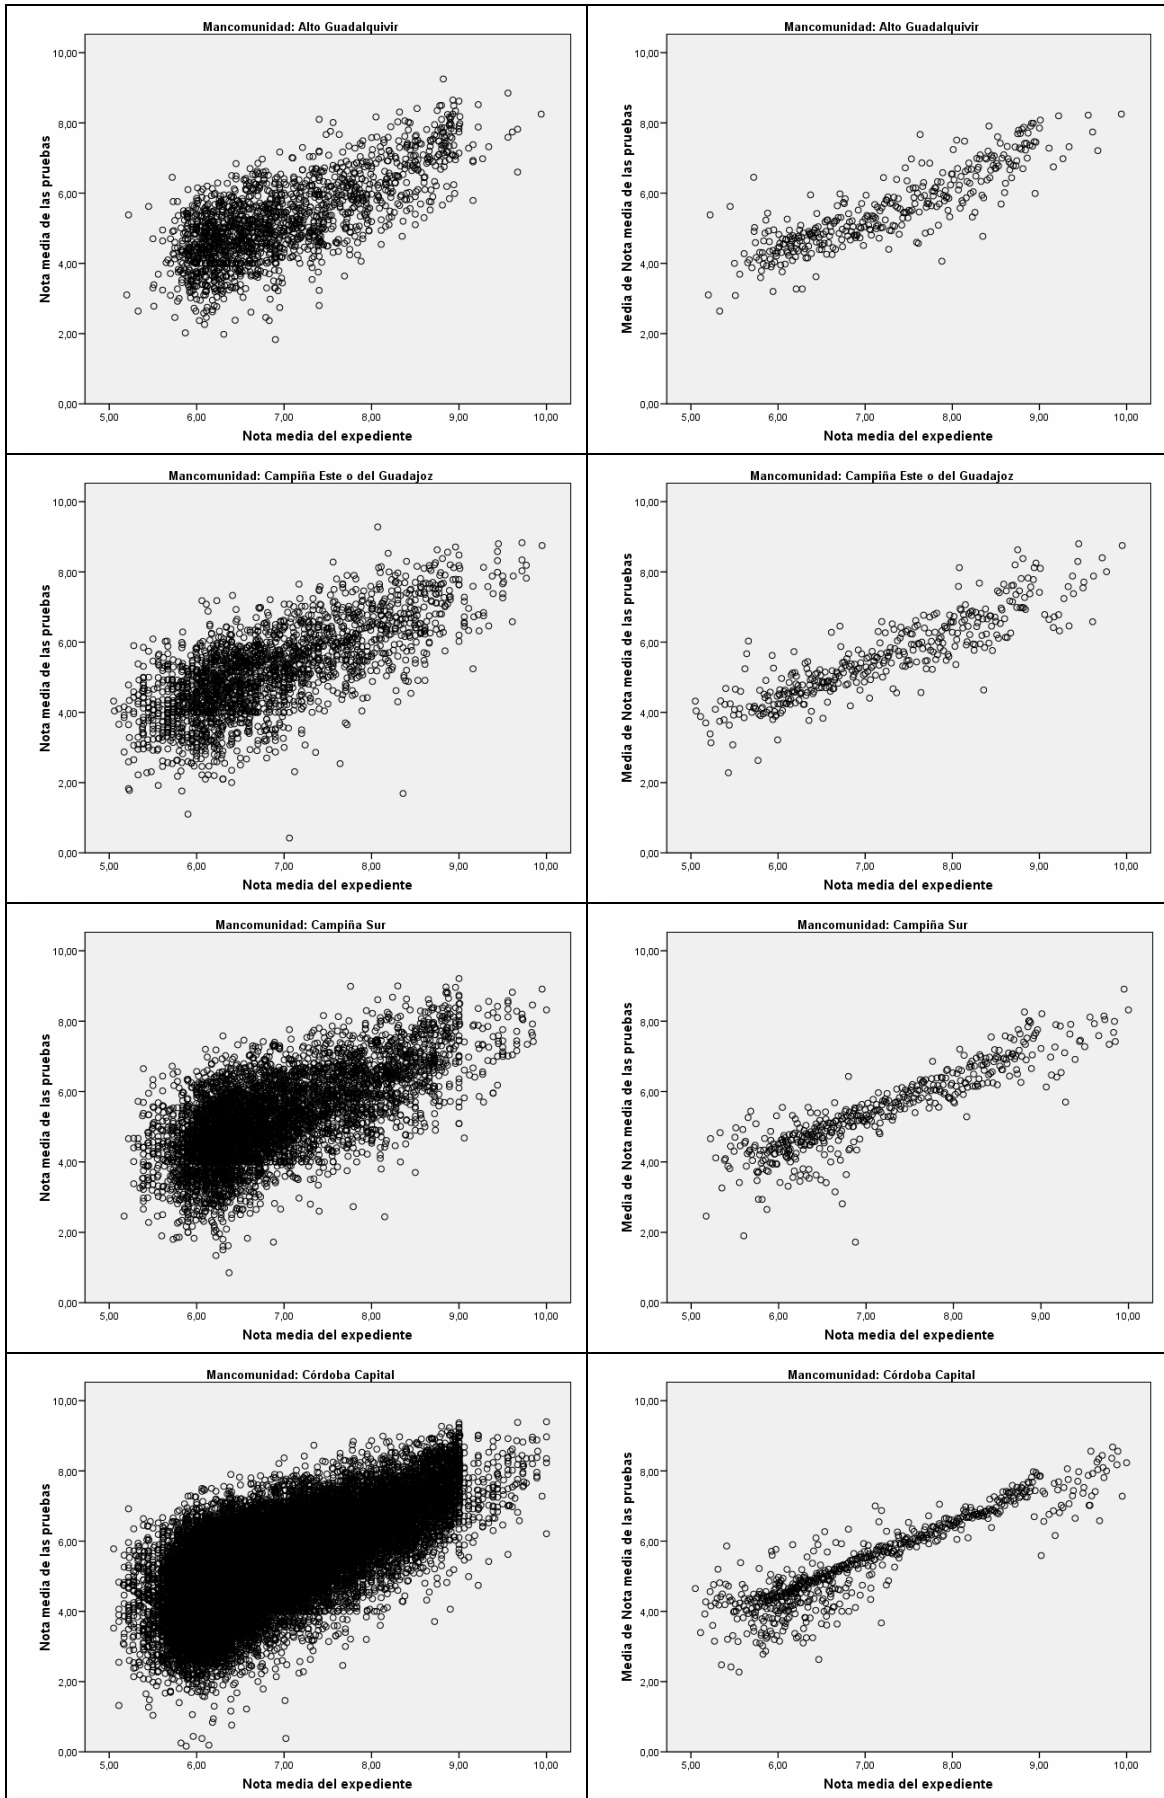 Mancomunidad: Alto Guadalquivir
Nota media de las pruebas
10,00
8,00
6,00
4,00
2,00
0,00
5,00 6,00 7,00 8,00 9,00 10,00
Nota media del expediente
Mancomunidad: Alto Guadalquivir
Media de Nota media de las pruebas
10,00
8,00
6,00
4,00
2,00
0,00
5,00 6,00 7,00 8,00 9,00 10,00
Nota media del expediente
Mancomunidad: Campiña Este o del Guadajoz
Nota media de las pruebas
10,00
8,00
6,00
4,00
2,00
0,00
5,00 6,00 7,00 8,00 9,00 10,00
Nota media del expediente
Mancomunidad: Campiña Este o del Guadajoz
Media de Nota media de las pruebas
10,00
8,00
6,00
4,00
2,00
0,00
5,00 6,00 7,00 8,00 9,00 10,00
Nota media del expediente
Mancomunidad: Campiña Sur
Nota media de las pruebas
10,00
8,00
6,00
4,00
2,00
0,00
5,00 6,00 7,00 8,00 9,00 10,00
Nota media del expediente
Mancomunidad: Campiña Sur
Media de Nota media de las pruebas
10,00
8,00
6,00
4,00
2,00
0,00
5,00 6,00 7,00 8,00 9,00 10,00
Nota media del expediente
Mancomunidad: Córdoba Capital
Nota media de las pruebas
10,00
8,00
6,00
4,00
2,00
0,00
5,00 6,00 7,00 8,00 9,00 10,00
Nota media del expediente
Mancomunidad: Córdoba Capital
Media de Nota media de las pruebas
10,00
8,00
6,00
4,00
2,00
0,00
5,00 6,00 7,00 8,00 9,00 10,00
Nota media del expediente